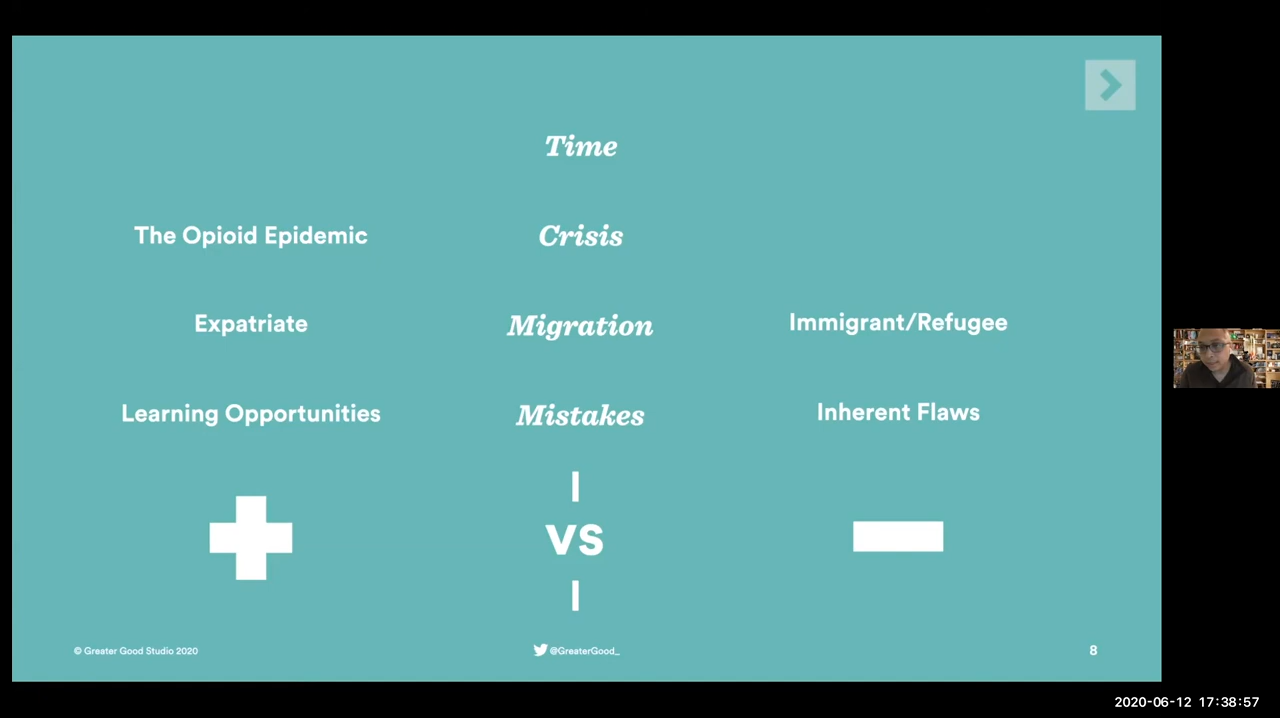 Time
The Opioid Epidemic Crisis
Expatriate Migration Immigrant/Refugee
Learning Opportunities Mistakes Inherent Flaws
VS
© Greater Good Studio 2020 @GreaterGood_ 8
2020-06-12 17:38:57